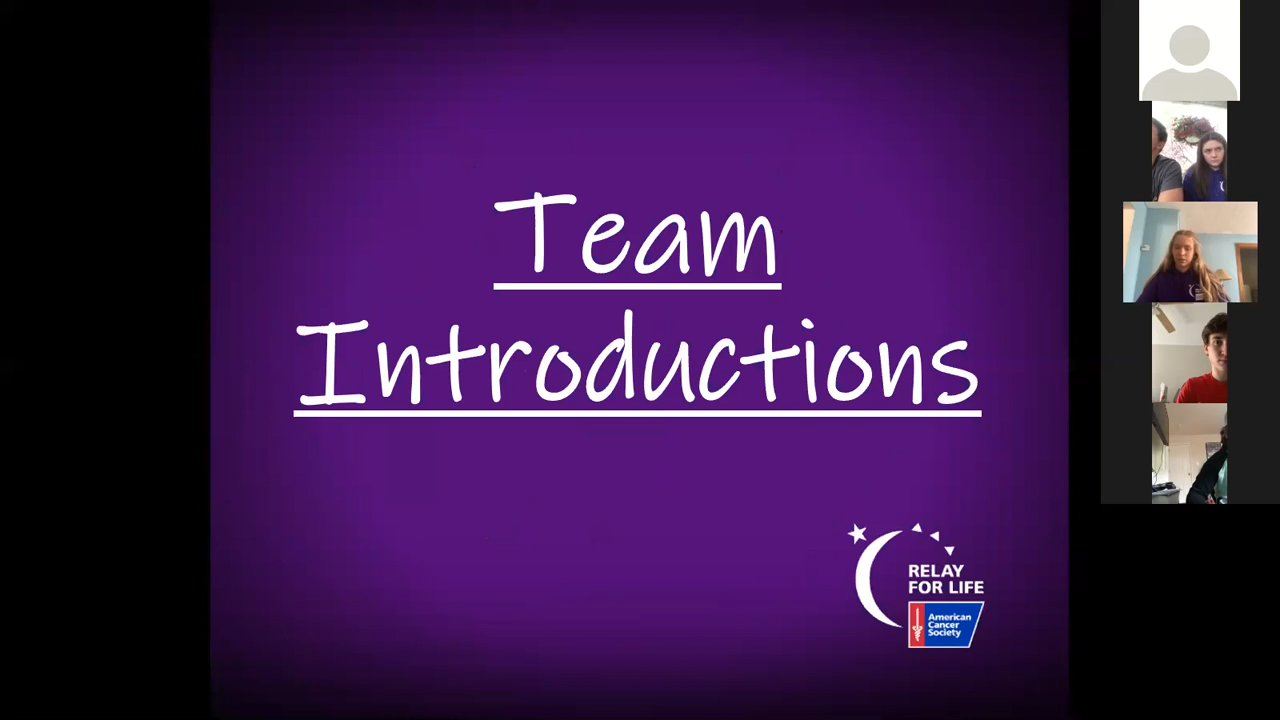 Team
Introductions
RELAY
FOR LIFE
American
Cancer
Society